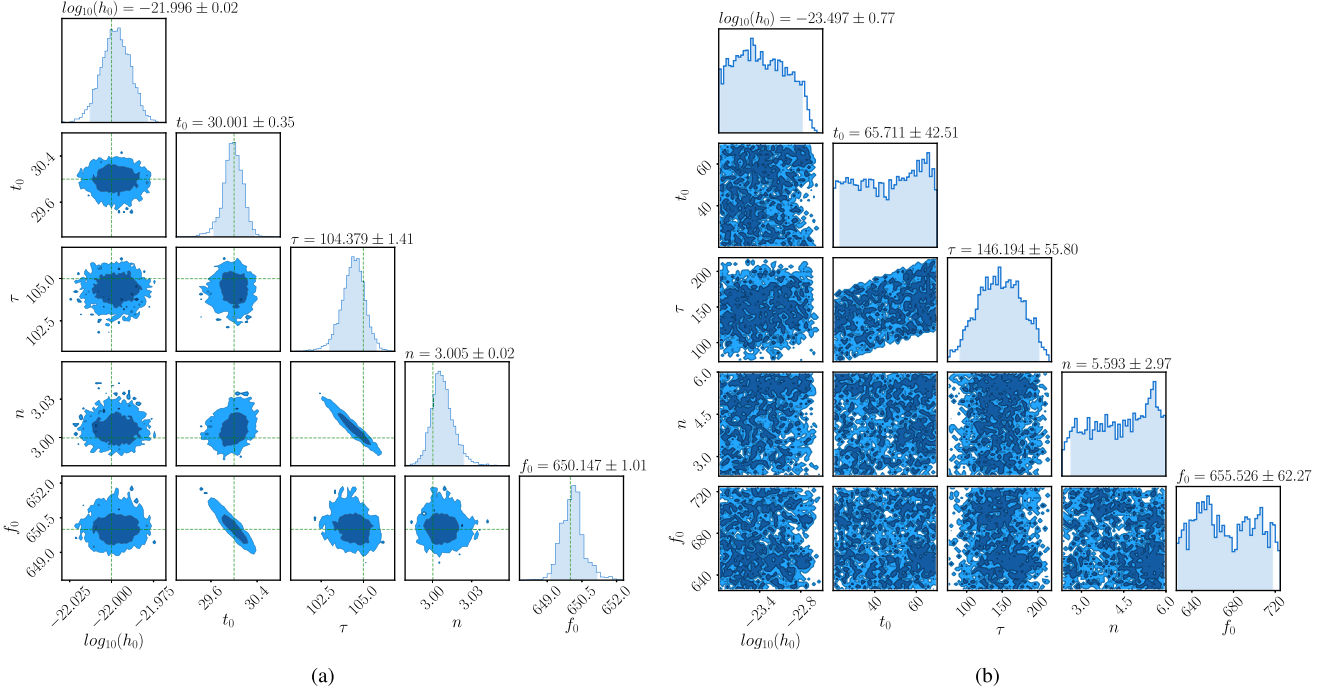 log₁₀(h₀) = −21.996 ± 0.02
t₀ = 30.001 ± 0.35
30.4
29.6
t₀
τ = 104.379 ± 1.41
105.0
102.5
τ
n = 3.005 ± 0.02
3.03
3.00
n
f₀ = 650.147 ± 1.01
652.0
650.5
649.0
f₀
−22.025 −22.000 −21.975 29.6 30.4 102.5 105.0 3.00 3.03 649.0 650.5 652.0
log₁₀(h₀) t₀ τ n f₀
(a)
log₁₀(h₀) = −23.497 ± 0.77
t₀ = 65.711 ± 42.51
60
40
t₀
τ = 146.194 ± 55.80
200
150
100
τ
n = 5.593 ± 2.97
6.0
4.5
3.0
n
f₀ = 655.526 ± 62.27
720
680
640
f₀
−23.4 −22.8 40 60 100 150 200 3.0 4.5 6.0 640 680 720
log₁₀(h₀) t₀ τ n f₀
(b)